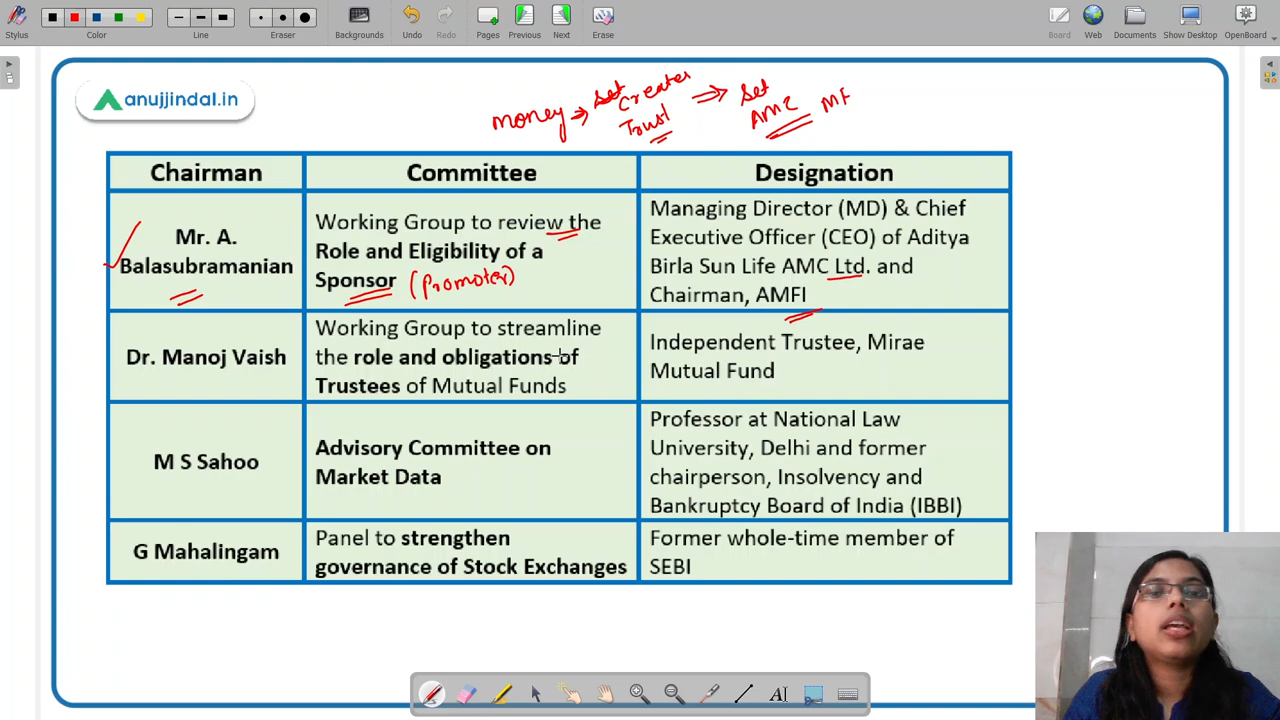 Stylus
Color
Line
Eraser
Backgrounds
Undo
Redo
Pages
Previous
Next
Erase
Board
Web
Documents
Show Desktop
OpenBoard
anujjindal.in
money → set Creates Trust ⇒ set AMC MF
Chairman
Committee
Designation
Mr. A.
Balasubramanian
Working Group to review the
Role and Eligibility of a
Sponsor (Promoter)
Managing Director (MD) & Chief
Executive Officer (CEO) of Aditya
Birla Sun Life AMC Ltd. and
Chairman, AMFI
Dr. Manoj Vaish
Working Group to streamline
the role and obligations of
Trustees of Mutual Funds
Independent Trustee, Mirae
Mutual Fund
M S Sahoo
Advisory Committee on
Market Data
Professor at National Law
University, Delhi and former
chairperson, Insolvency and
Bankruptcy Board of India (IBBI)
G Mahalingam
Panel to strengthen
governance of Stock Exchanges
Former whole-time member of
SEBI